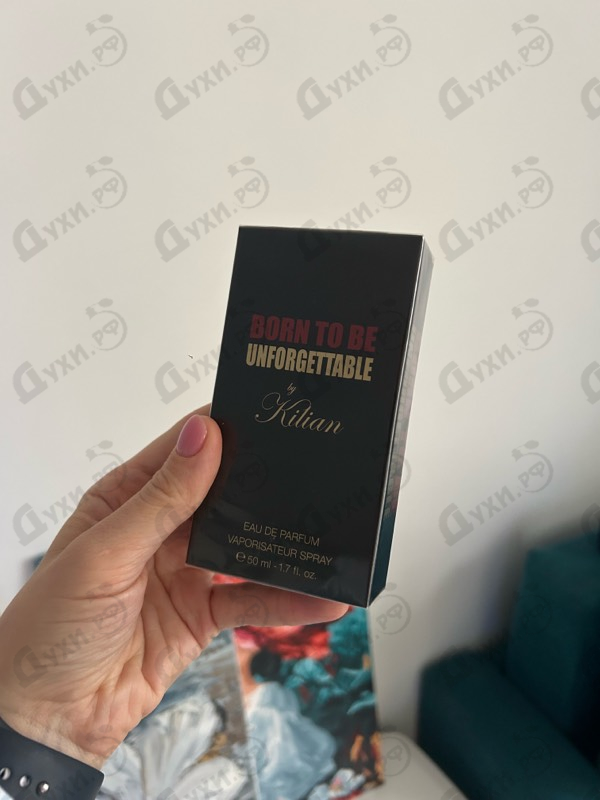 BORN TO BE
UNFORGETTABLE
by
Kilian
EAU DE PARFUM
VAPORISATEUR SPRAY
℮ 50 ml - 1.7 fl. oz.
Духи.рф